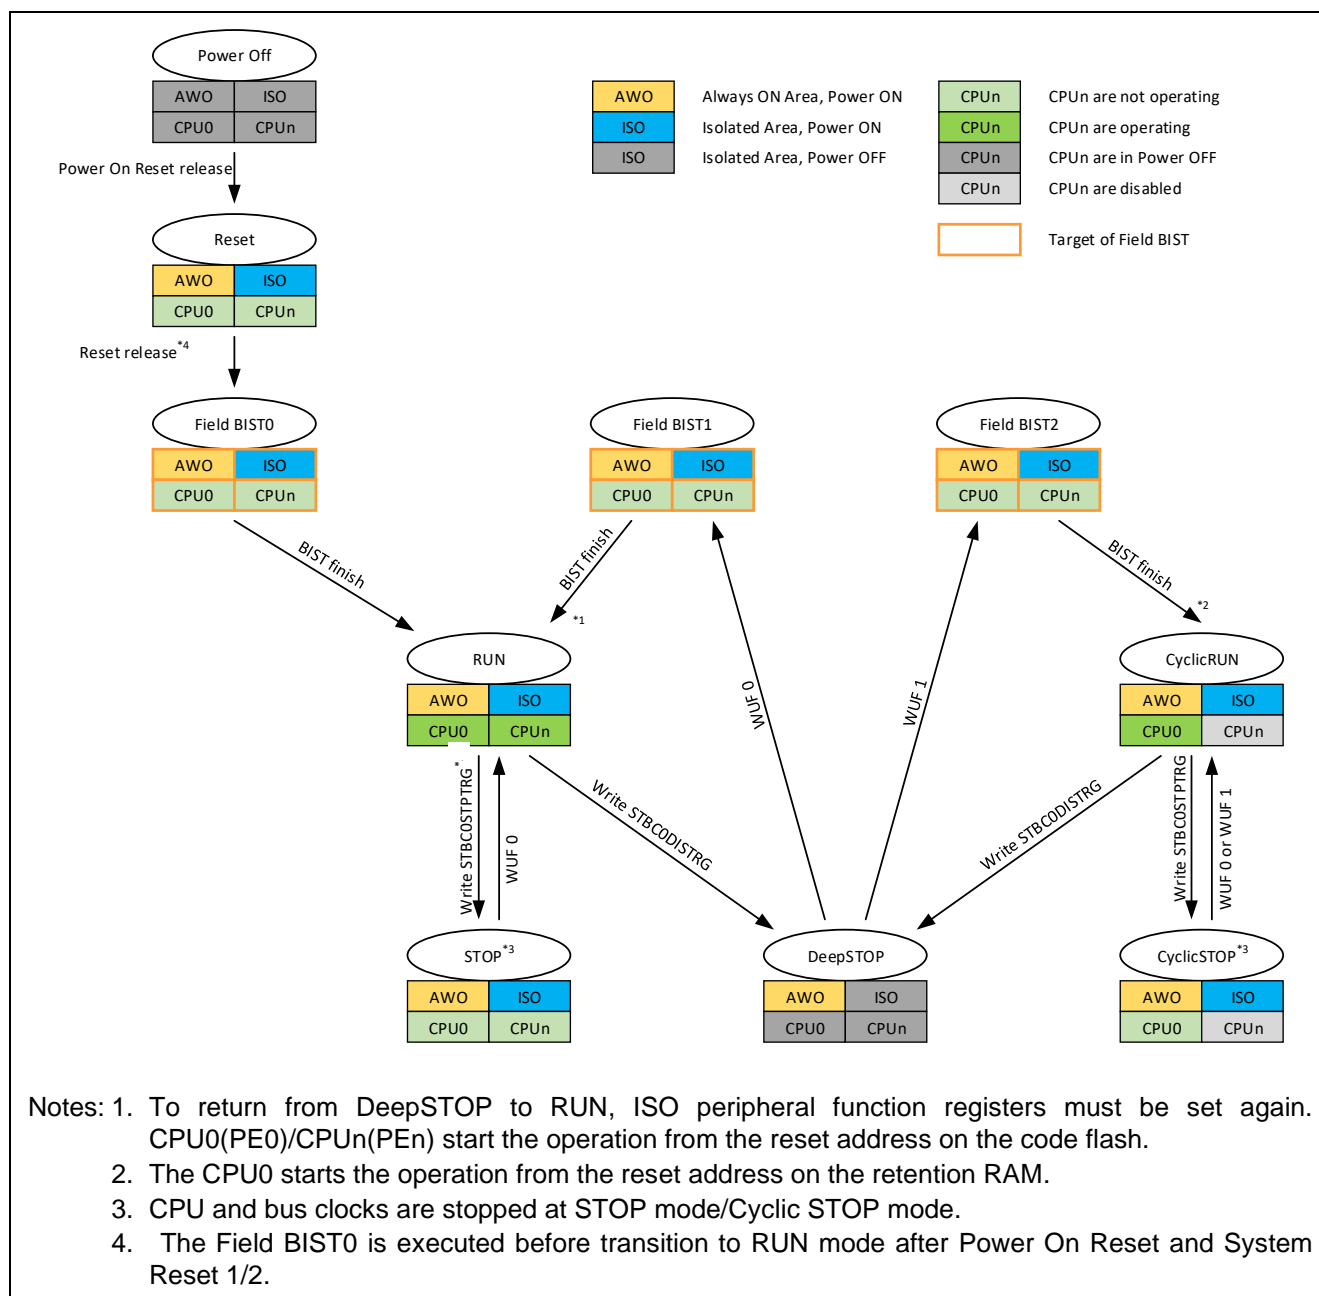 Power Off
AWO ISO
CPU0 CPUn
Power On Reset release
AWO Always ON Area, Power ON
ISO Isolated Area, Power ON
ISO Isolated Area, Power OFF
CPUn CPUn are not operating
CPUn CPUn are operating
CPUn CPUn are in Power OFF
CPUn CPUn are disabled
Target of Field BIST
Reset
AWO ISO
CPU0 CPUn
Reset release*4
Field BIST0
AWO ISO
CPU0 CPUn
Field BIST1
AWO ISO
CPU0 CPUn
Field BIST2
AWO ISO
CPU0 CPUn
BIST finish
BIST finish
BIST finish
*1
*2
RUN
AWO ISO
CPU0 CPUn
WUF 0
WUF 1
CyclicRUN
AWO ISO
CPU0 CPUn
Write STBC0STPTRG*
WUF 0
Write STBC0DISTRG
Write STBC0DISTRG
Write STBC0STPTRG
WUF 0 or WUF 1
STOP*3
AWO ISO
CPU0 CPUn
DeepSTOP
AWO ISO
CPU0 CPUn
CyclicSTOP*3
AWO ISO
CPU0 CPUn
Notes: 1. To return from DeepSTOP to RUN, ISO peripheral function registers must be set again.
CPU0(PE0)/CPUn(PEn) start the operation from the reset address on the code flash.
2. The CPU0 starts the operation from the reset address on the retention RAM.
3. CPU and bus clocks are stopped at STOP mode/Cyclic STOP mode.
4. The Field BIST0 is executed before transition to RUN mode after Power On Reset and System
Reset 1/2.